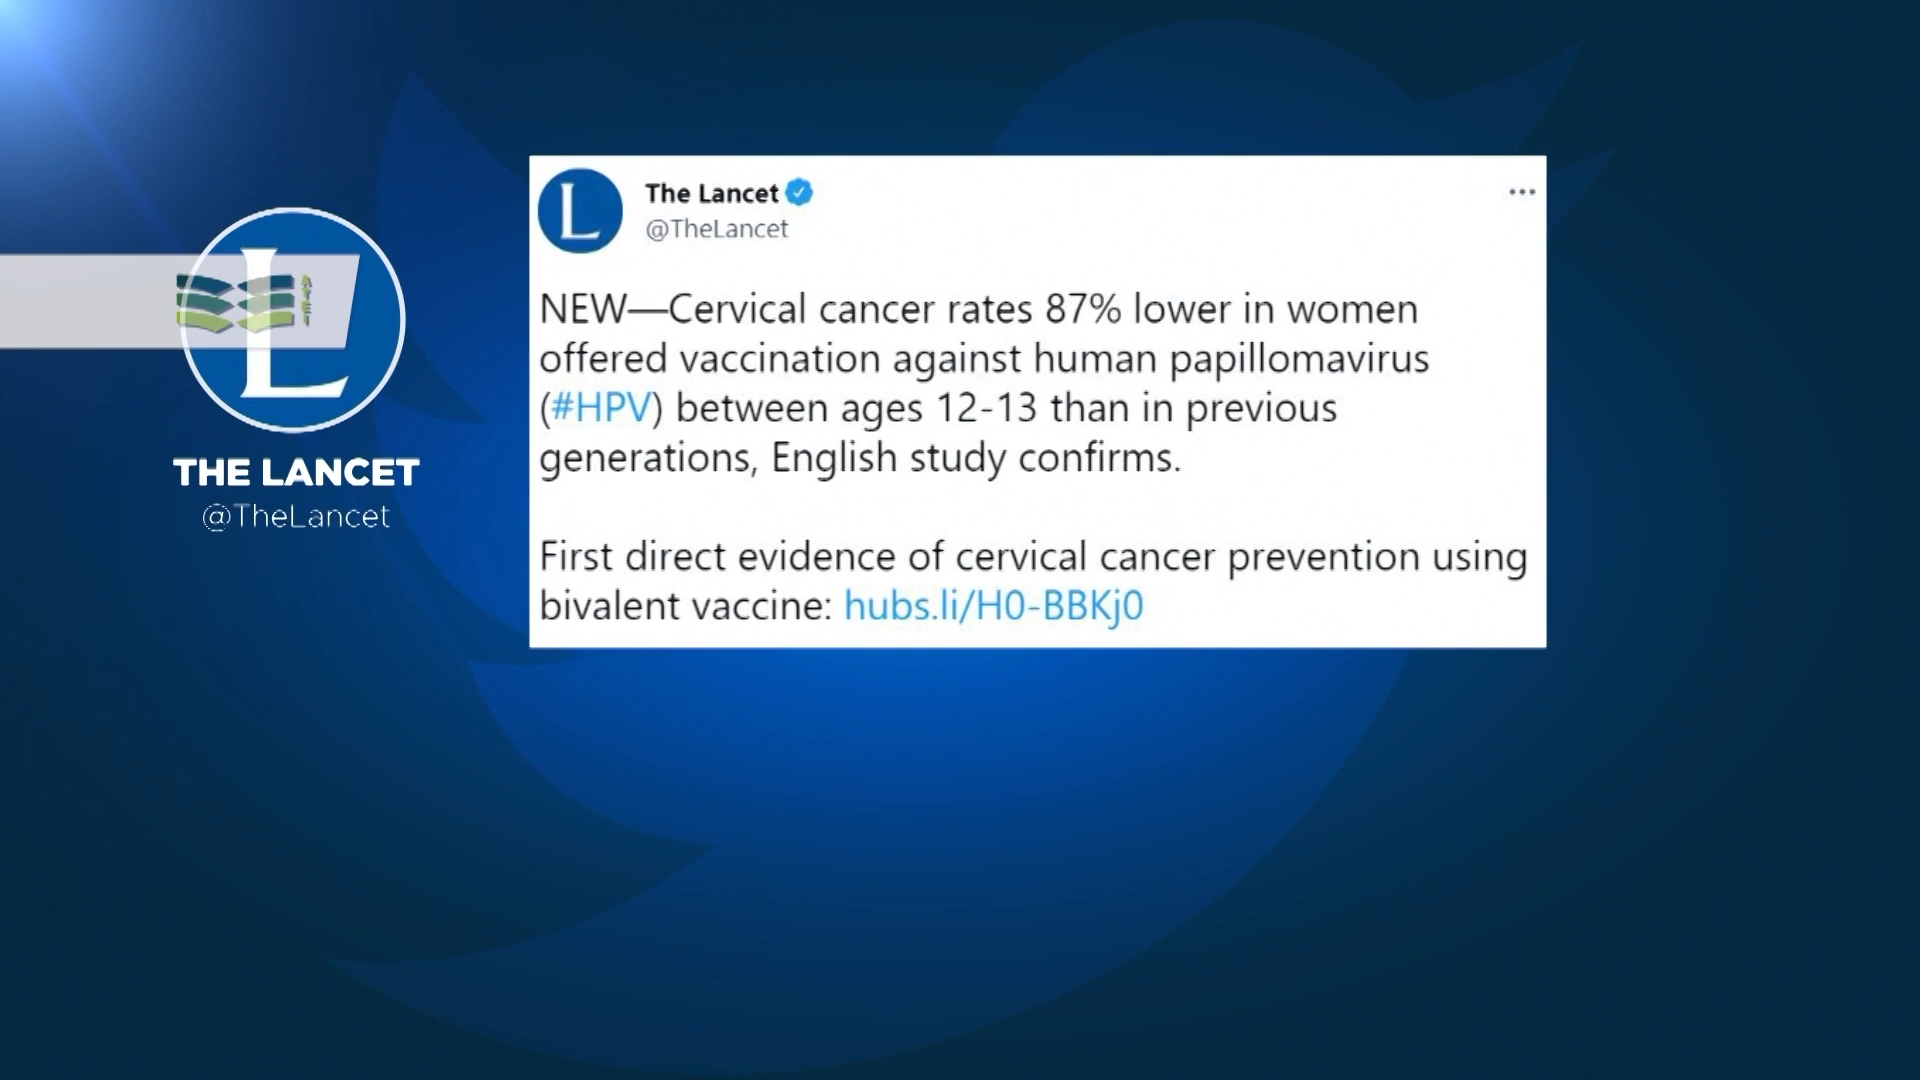 L
THE LANCET
@TheLancet
L
The Lancet
@TheLancet
NEW—Cervical cancer rates 87% lower in women
offered vaccination against human papillomavirus
(#HPV) between ages 12-13 than in previous
generations, English study confirms.
First direct evidence of cervical cancer prevention using
bivalent vaccine: hubs.li/H0-BBKj0